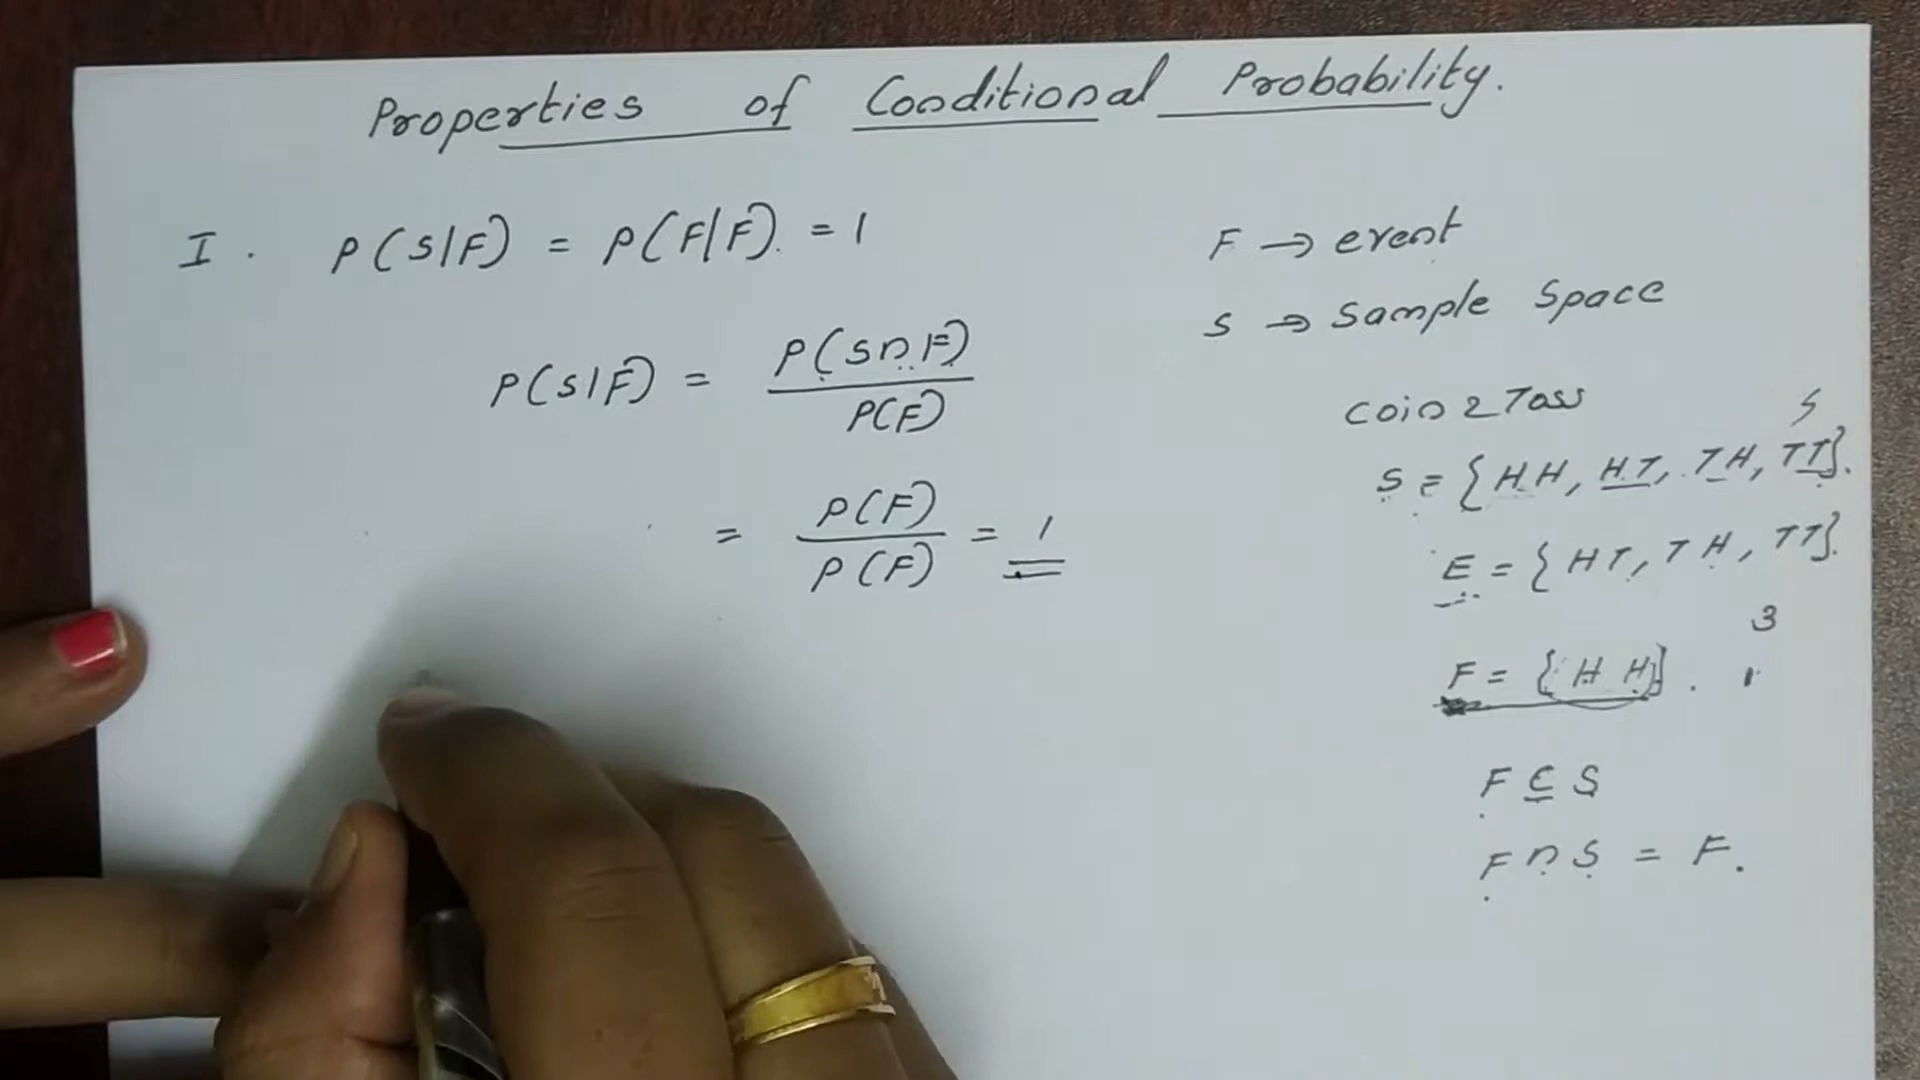 Properties of Conditional Probability.
I. P(S|F) = P(F|F). = 1
P(S|F) = P(S∩F) / P(F)
= P(F) / P(F) = 1
F → event
S → Sample Space
Coin 2 Toss
S
S = {HH, HT, TH, TT}.
E = {HT, TH, TT}.
3
F = {HH}. 1
F ⊆ S
F ∩ S = F.